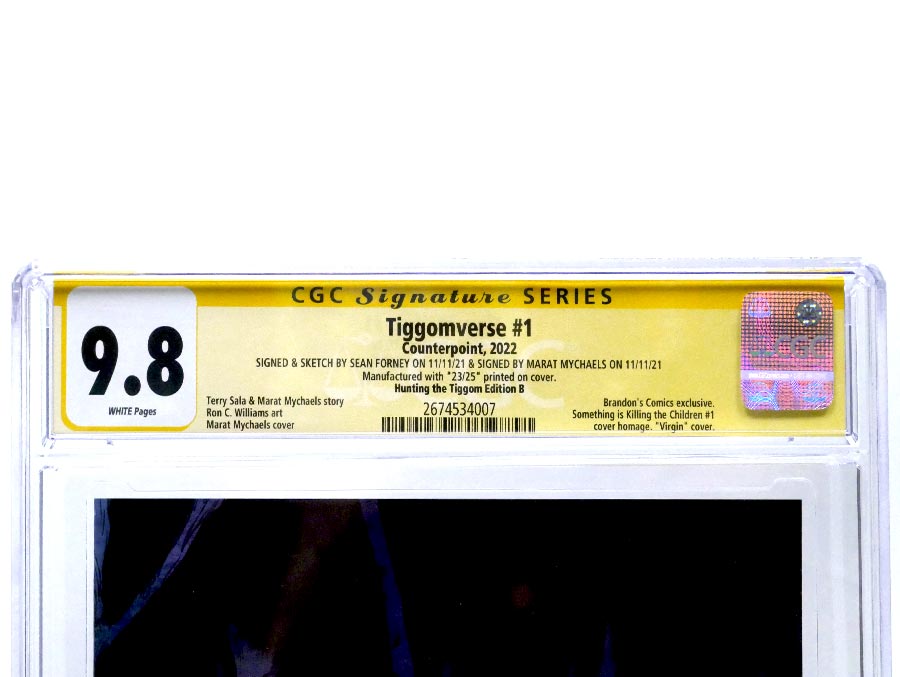 CGC Signature SERIES
9.8
WHITE Pages
Tiggomverse #1
Counterpoint, 2022
SIGNED & SKETCH BY SEAN FORNEY ON 11/11/21 & SIGNED BY MARAT MYCHAELS ON 11/11/21
Manufactured with "23/25" printed on cover.
Hunting the Tiggom Edition B
Terry Sala & Marat Mychaels story
Ron C. Williams art
Marat Mychaels cover
2674534007
Brandon's Comics exclusive.
Something is Killing the Children #1
cover homage. "Virgin" cover.
CGC